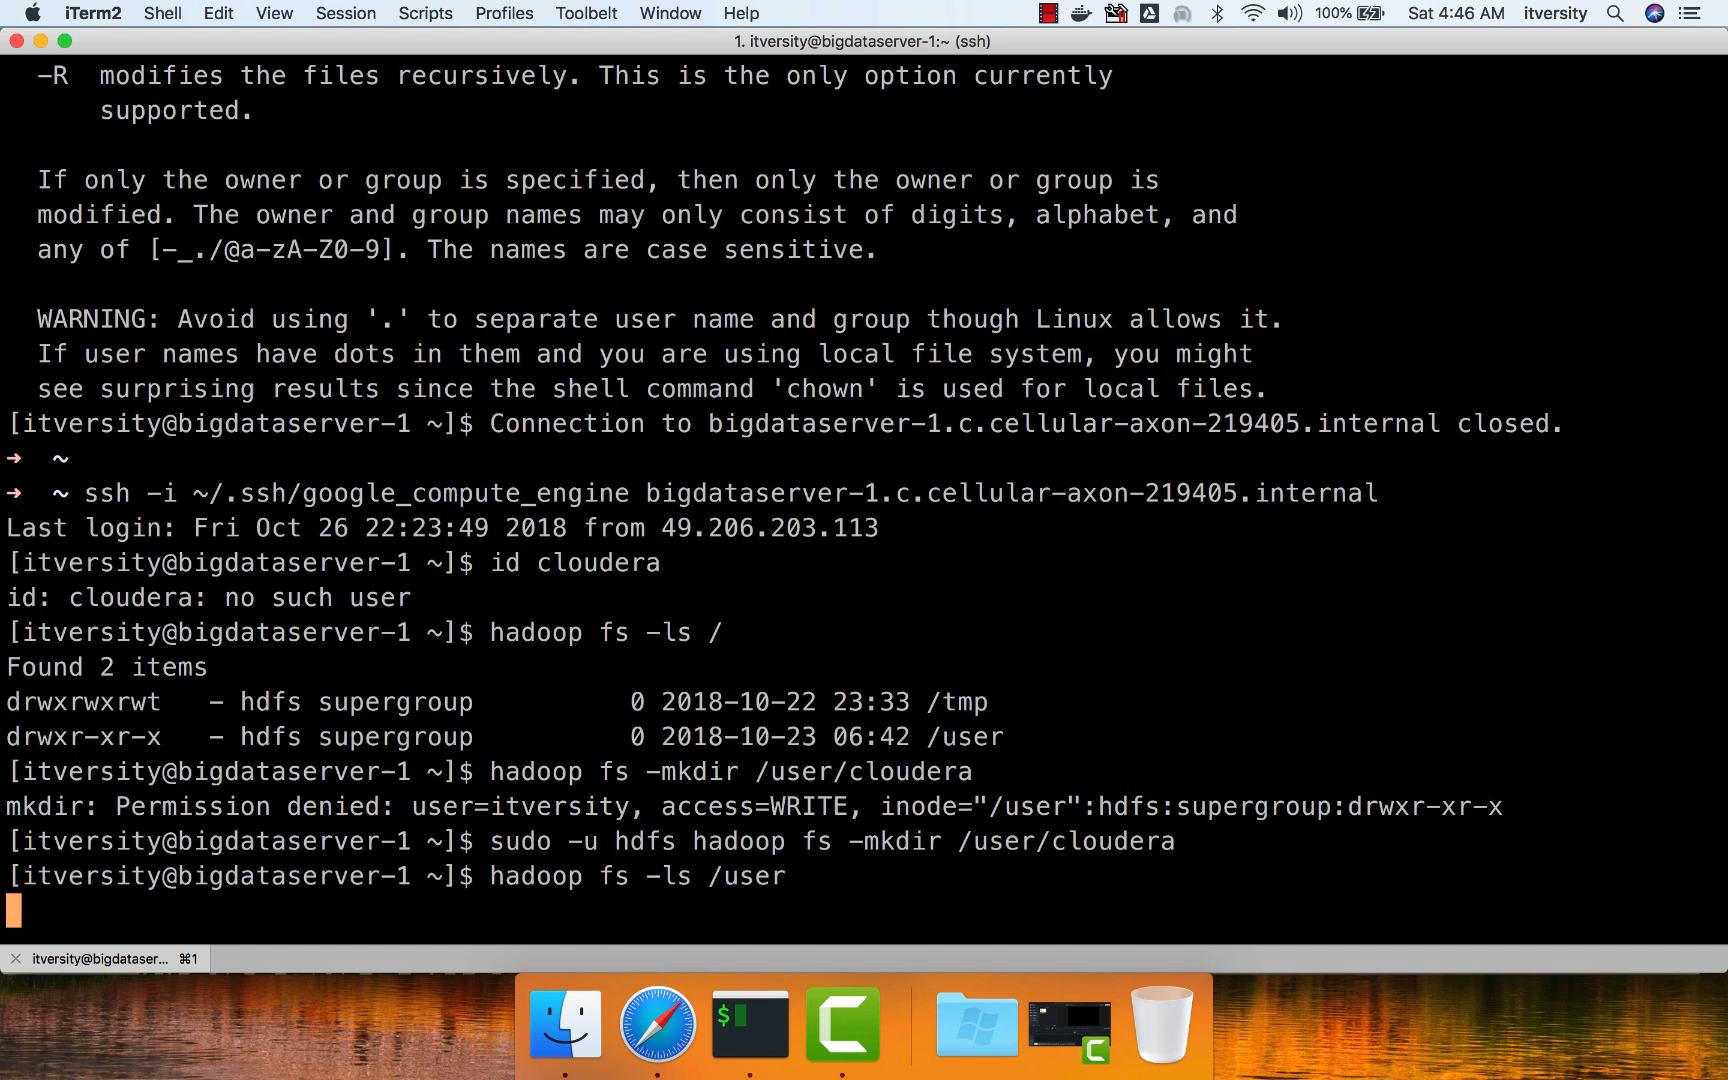 iTerm2 Shell Edit View Session Scripts Profiles Toolbelt Window Help 100% Sat 4:46 AM itversity
1. itversity@bigdataserver-1:~ (ssh)
-R modifies the files recursively. This is the only option currently
supported.
If only the owner or group is specified, then only the owner or group is
modified. The owner and group names may only consist of digits, alphabet, and
any of [-_./@a-zA-Z0-9]. The names are case sensitive.
WARNING: Avoid using '.' to separate user name and group though Linux allows it.
If user names have dots in them and you are using local file system, you might
see surprising results since the shell command 'chown' is used for local files.
[itversity@bigdataserver-1 ~]$ Connection to bigdataserver-1.c.cellular-axon-219405.internal closed.
➜ ~
➜ ~ ssh -i ~/.ssh/google_compute_engine bigdataserver-1.c.cellular-axon-219405.internal
Last login: Fri Oct 26 22:23:49 2018 from 49.206.203.113
[itversity@bigdataserver-1 ~]$ id cloudera
id: cloudera: no such user
[itversity@bigdataserver-1 ~]$ hadoop fs -ls /
Found 2 items
drwxrwxrwt - hdfs supergroup 0 2018-10-22 23:33 /tmp
drwxr-xr-x - hdfs supergroup 0 2018-10-23 06:42 /user
[itversity@bigdataserver-1 ~]$ hadoop fs -mkdir /user/cloudera
mkdir: Permission denied: user=itversity, access=WRITE, inode="/user":hdfs:supergroup:drwxr-xr-x
[itversity@bigdataserver-1 ~]$ sudo -u hdfs hadoop fs -mkdir /user/cloudera
[itversity@bigdataserver-1 ~]$ hadoop fs -ls /user
itversity@bigdataser... ⌘1
$